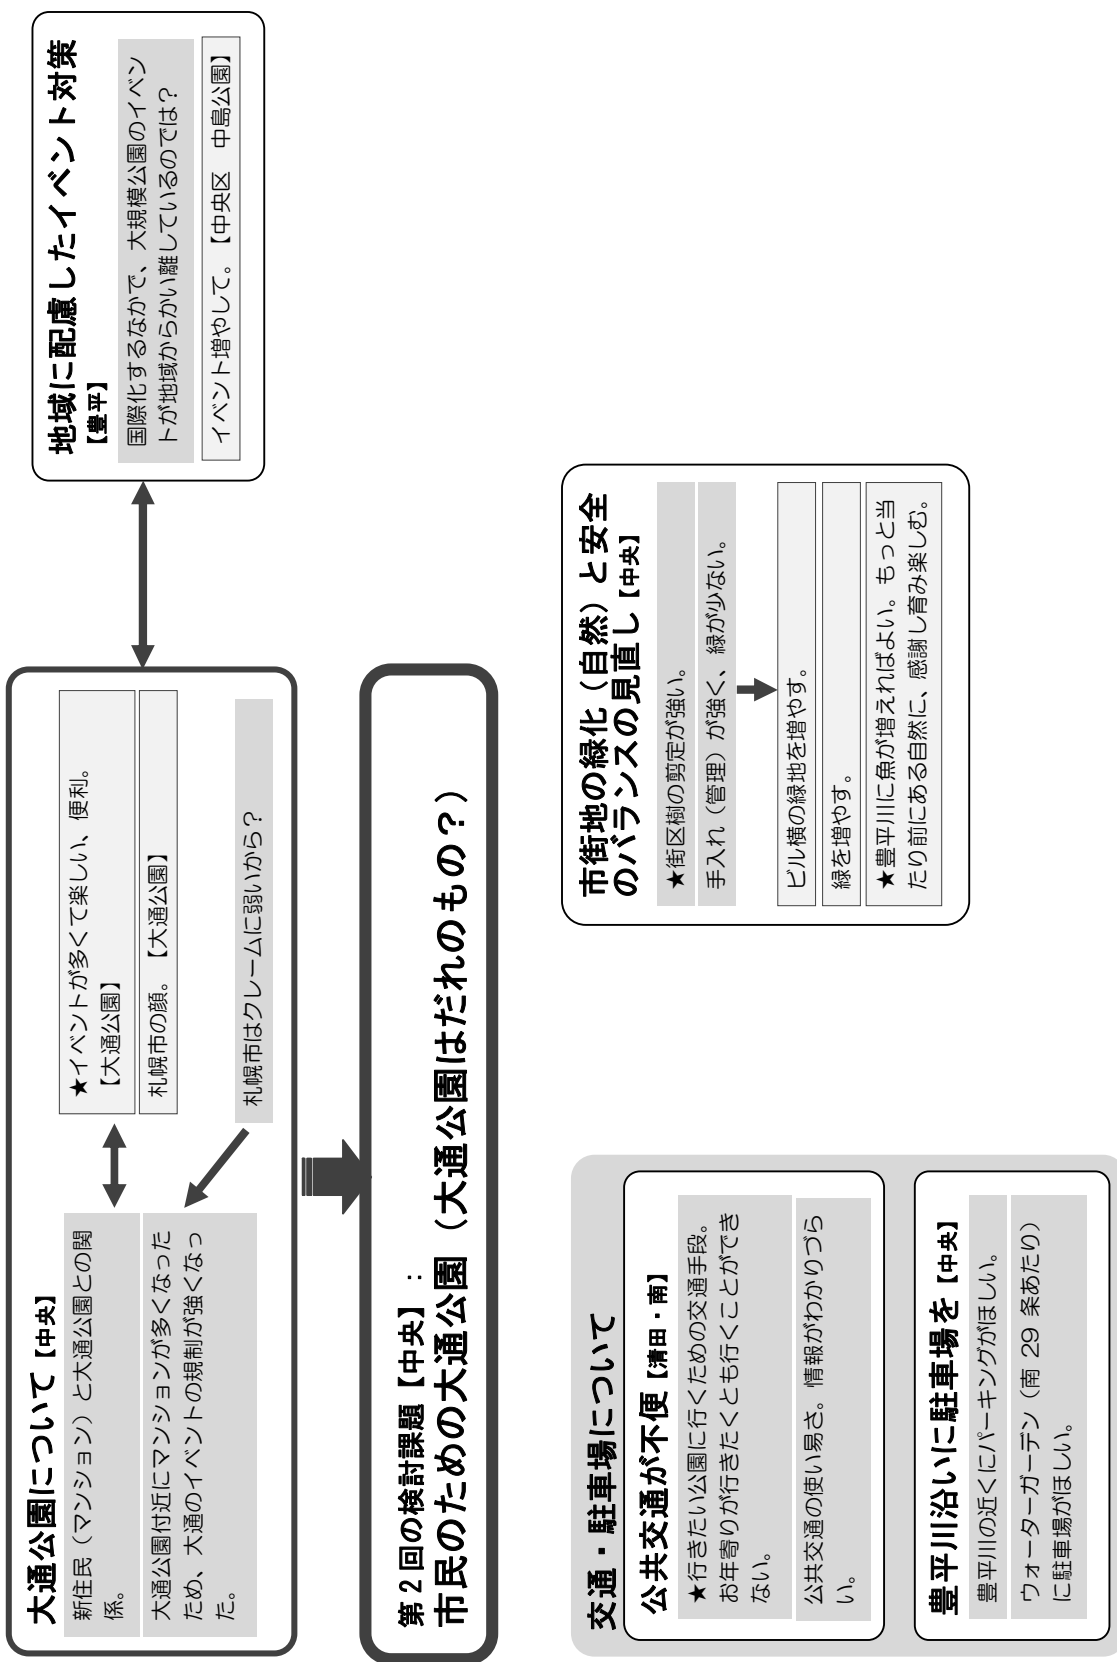 大通公園について【中央】
新住民（マンション）と大通公園との関
係。
大通公園付近にマンションが多くなった
ため、大通のイベントの規制が強くなっ
た。
★イベントが多くて楽しい、便利。
【大通公園】
札幌市の顔。【大通公園】
札幌市はクレームに弱いから？
地域に配慮したイベント対策
【豊平】
国際化するなかで、大規模公園のイベン
トが地域からかい離しているのでは？
イベント増やして。【中央区　中島公園】
第２回の検討課題【中央】：
市民のための大通公園（大通公園はだれのもの？）
交通・駐車場について
公共交通が不便【清田・南】
★行きたい公園に行くための交通手段。
お年寄りが行きたくとも行くことができ
ない。
公共交通の使い易さ。情報がわかりづら
い。
豊平川沿いに駐車場を【中央】
豊平川の近くにパーキングがほしい。
ウォーターガーデン（南 29 条あたり）
に駐車場がほしい。
市街地の緑化（自然）と安全
のバランスの見直し【中央】
★街区樹の剪定が強い。
手入れ（管理）が強く、緑が少ない。
ビル横の緑地を増やす。
緑を増やす。
★豊平川に魚が増えればよい。もっと当
たり前にある自然に、感謝し育み楽しむ。